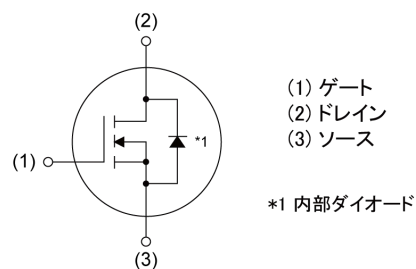 (2)
(1)
*1
(3)
(1) ゲート
(2) ドレイン
(3) ソース
*1 内部ダイオード